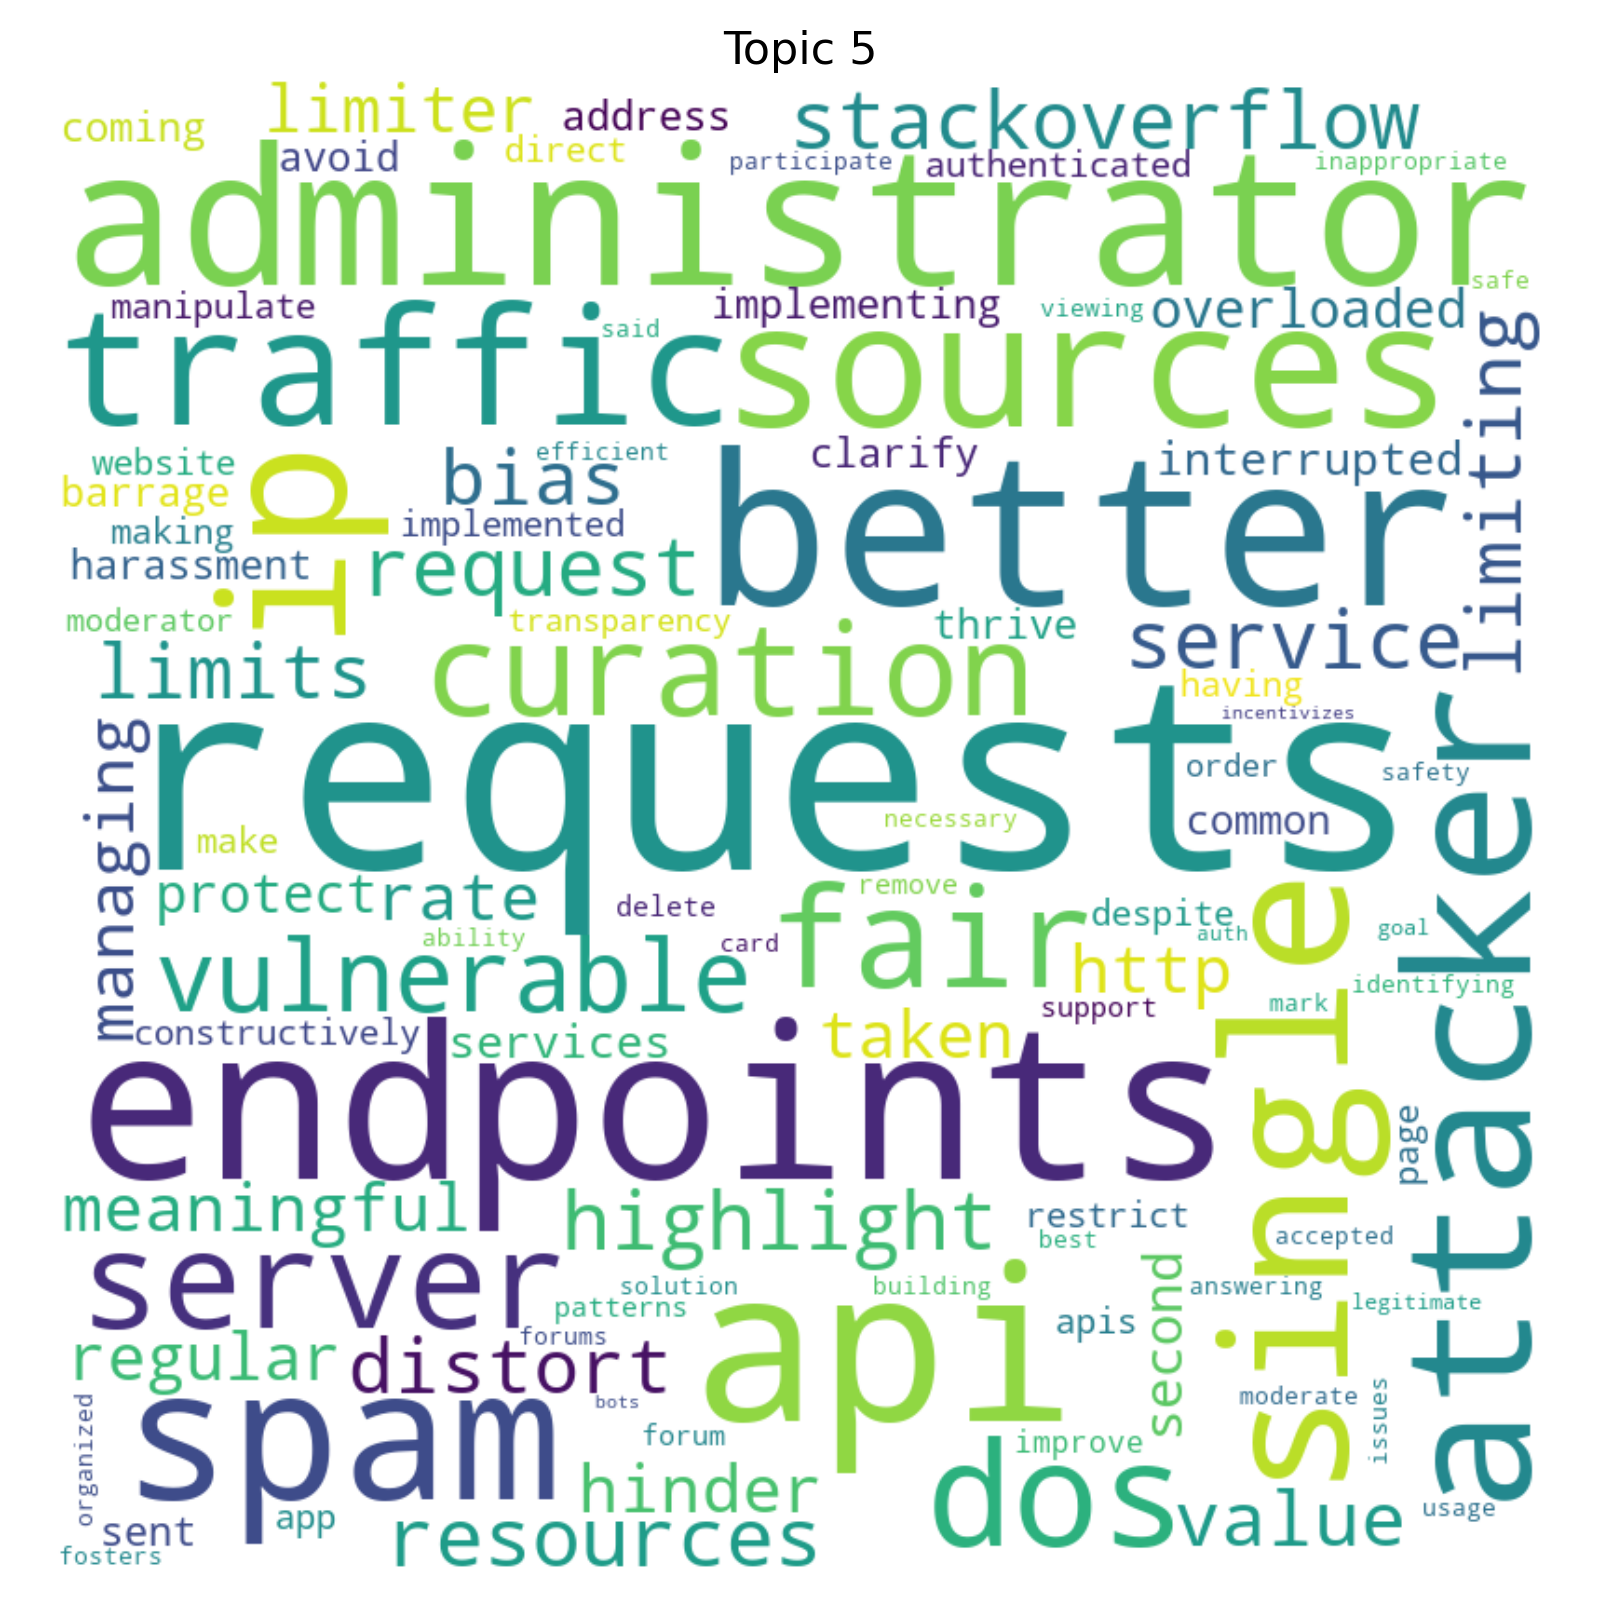 Topic 5
coming
limiter
address
stackoverflow
avoid
direct
participate
authenticated
inappropriate
administrator
safe
manipulate
implementing
viewing
overloaded
said
traffic
sources
limiting
website
efficient
clarify
interrupted
barrage
bias
better
making
implemented
harassment
request
ip
moderator
transparency
thrive
service
limits
curation
having
incentivizes
managing
requests
order
safety
necessary
common
make
attacker
protect
rate
delete
remove
fair
despite
auth
goal
ability
card
vulnerable
http
single
identifying
mark
support
constructively
services
taken
endpoints
page
meaningful
highlight
restrict
best
accepted
server
solution
building
second
answering
patterns
api
legitimate
forums
apis
regular
distort
bots
moderate
issues
organized
spam
forum
improve
dos
hinder
value
usage
sent
app
resources
fosters